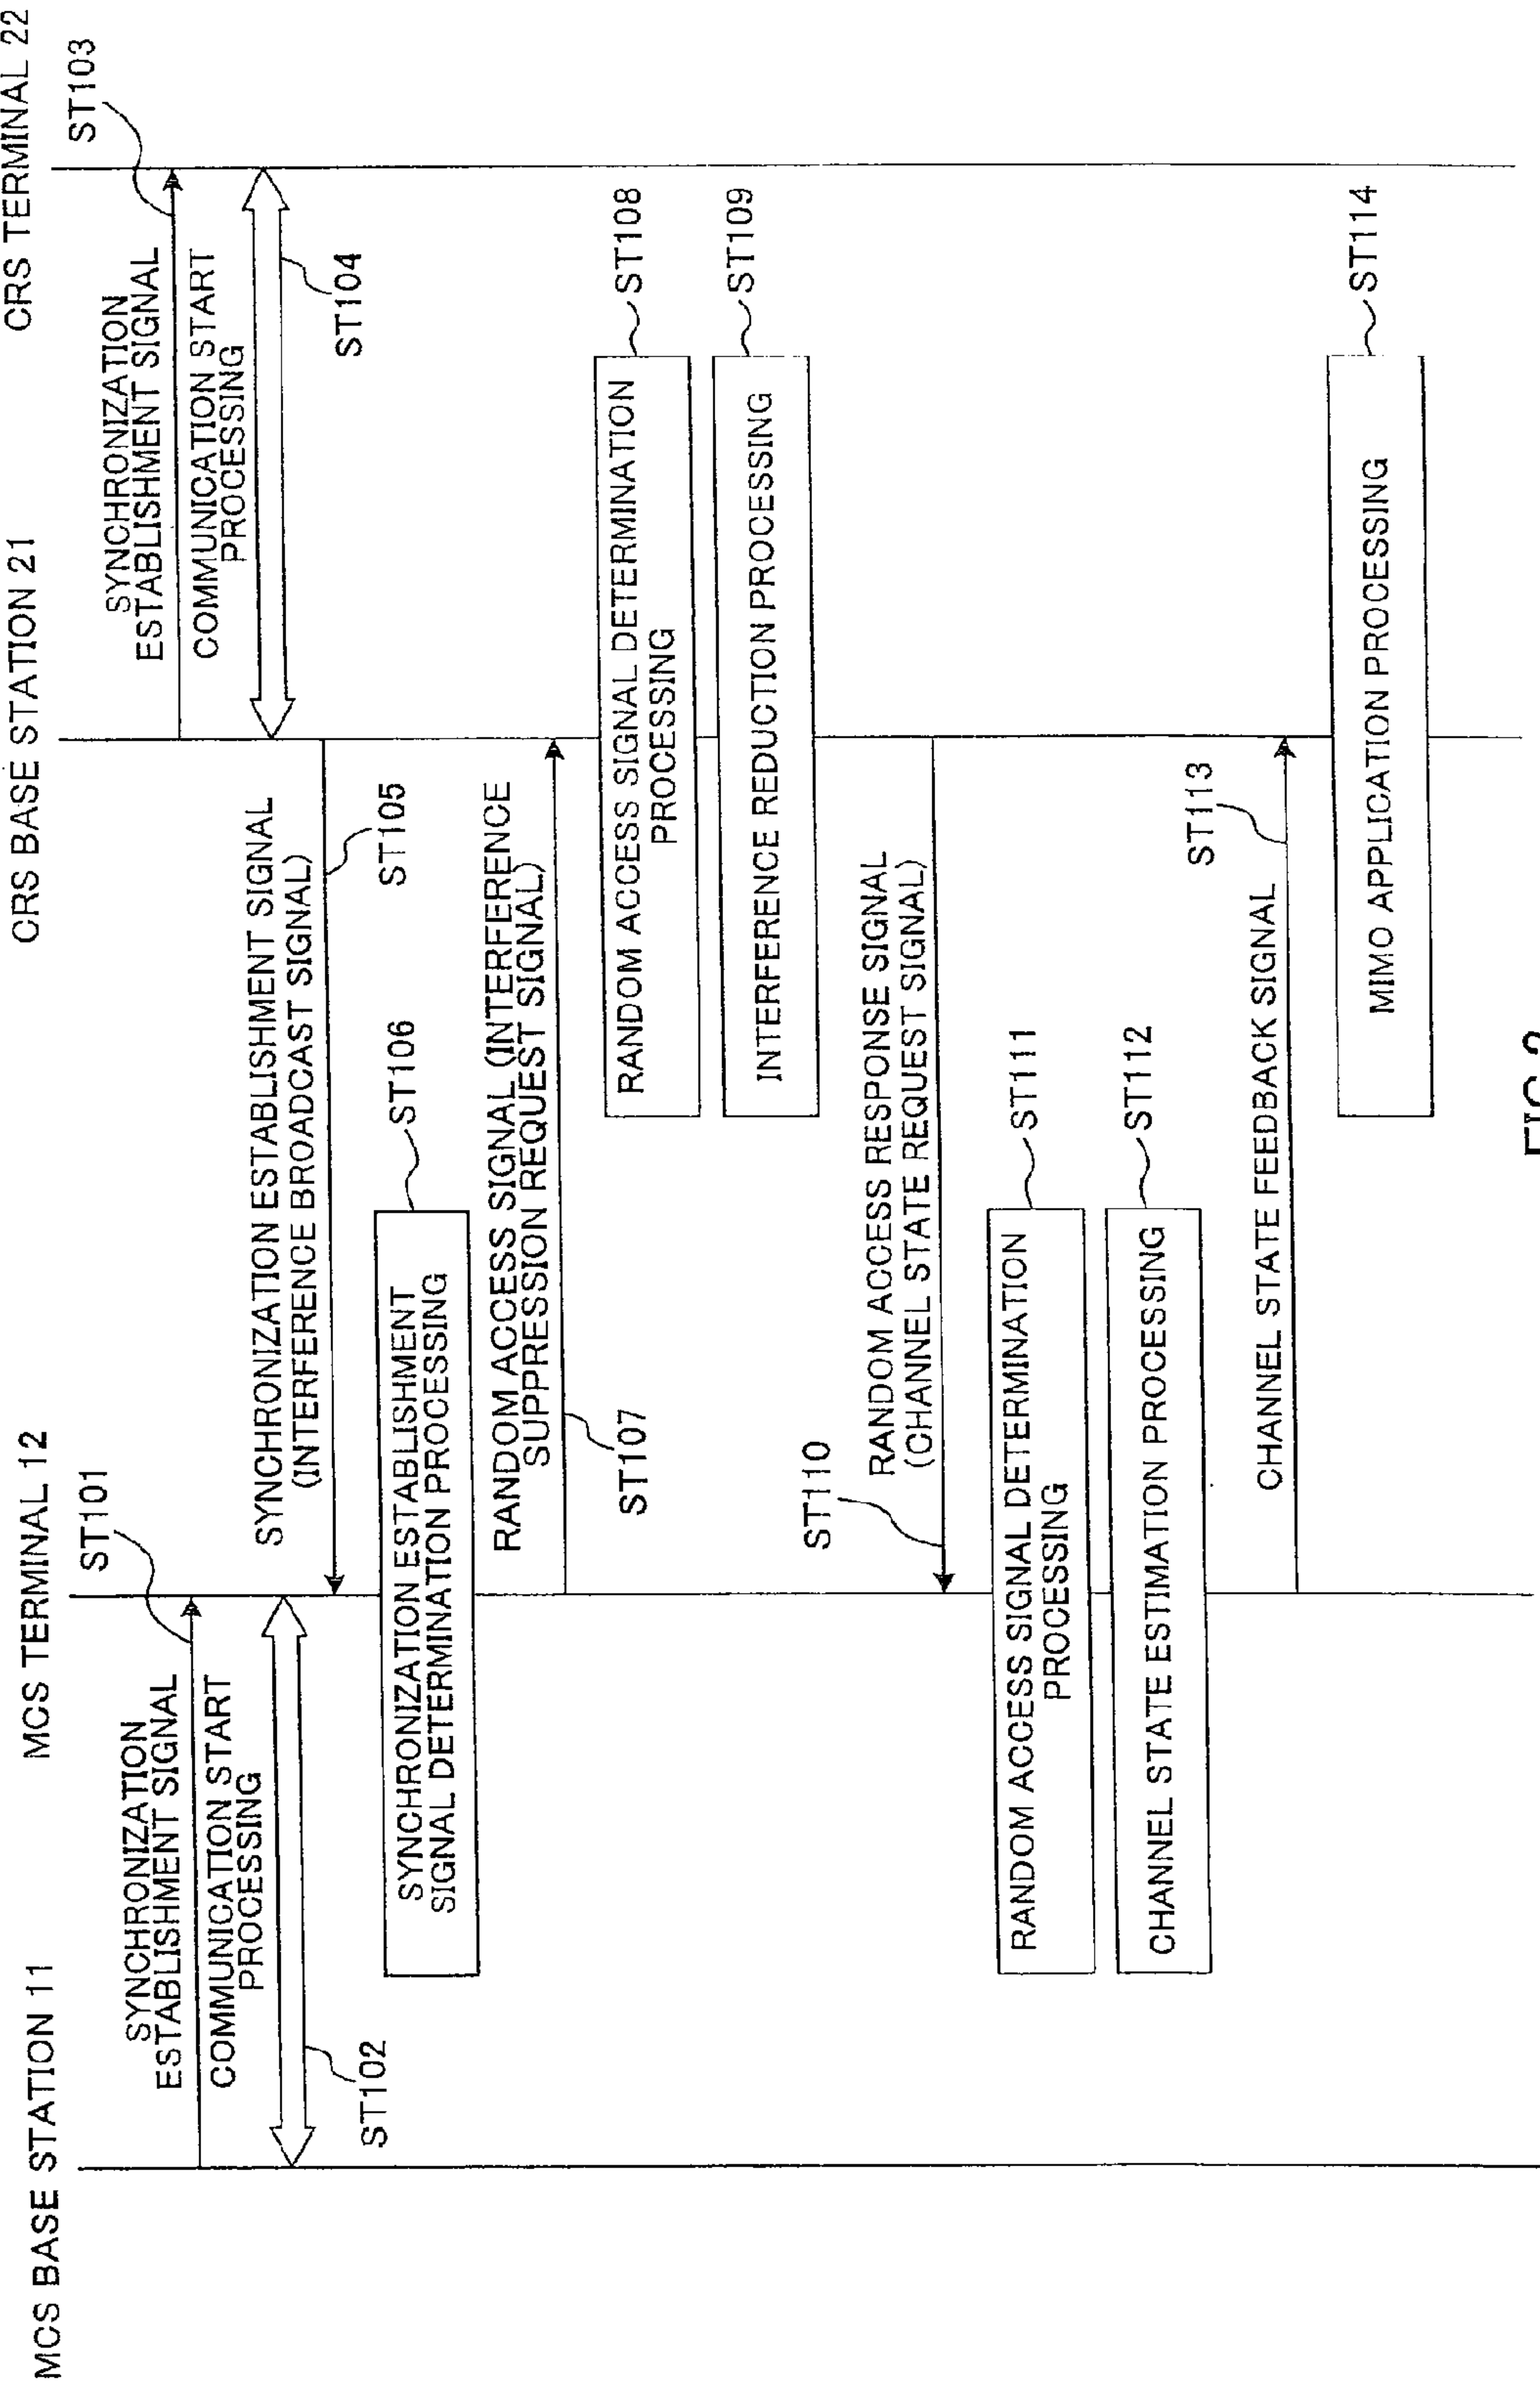 MCS BASE STATION 11
MCS TERMINAL 12
CRS BASE STATION 21
CRS TERMINAL 22
ST101
SYNCHRONIZATION
ESTABLISHMENT SIGNAL
COMMUNICATION START
PROCESSING
ST102
ST103
SYNCHRONIZATION
ESTABLISHMENT SIGNAL
COMMUNICATION START
PROCESSING
ST104
SYNCHRONIZATION ESTABLISHMENT SIGNAL
(INTERFERENCE BROADCAST SIGNAL)
ST105
SYNCHRONIZATION ESTABLISHMENT
SIGNAL DETERMINATION PROCESSING
ST106
RANDOM ACCESS SIGNAL (INTERFERENCE
SUPPRESSION REQUEST SIGNAL)
ST107
RANDOM ACCESS SIGNAL DETERMINATION
PROCESSING
ST108
INTERFERENCE REDUCTION PROCESSING
ST109
RANDOM ACCESS RESPONSE SIGNAL
(CHANNEL STATE REQUEST SIGNAL)
ST110
RANDOM ACCESS SIGNAL DETERMINATION
PROCESSING
ST111
CHANNEL STATE ESTIMATION PROCESSING
ST112
CHANNEL STATE FEEDBACK SIGNAL
ST113
MIMO APPLICATION PROCESSING
ST114